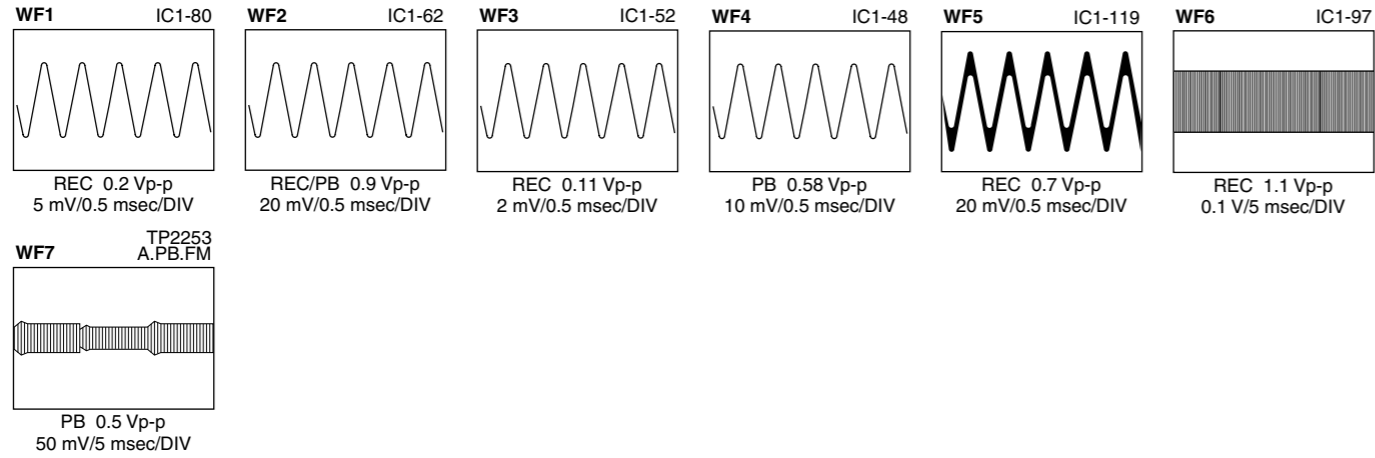 WF1 IC1-80
REC 0.2 Vp-p
5 mV/0.5 msec/DIV
WF2 IC1-62
REC/PB 0.9 Vp-p
20 mV/0.5 msec/DIV
WF3 IC1-52
REC 0.11 Vp-p
2 mV/0.5 msec/DIV
WF4 IC1-48
PB 0.58 Vp-p
10 mV/0.5 msec/DIV
WF5 IC1-119
REC 0.7 Vp-p
20 mV/0.5 msec/DIV
WF6 IC1-97
REC 1.1 Vp-p
0.1 V/5 msec/DIV
TP2253
WF7 A.PB.FM
PB 0.5 Vp-p
50 mV/5 msec/DIV